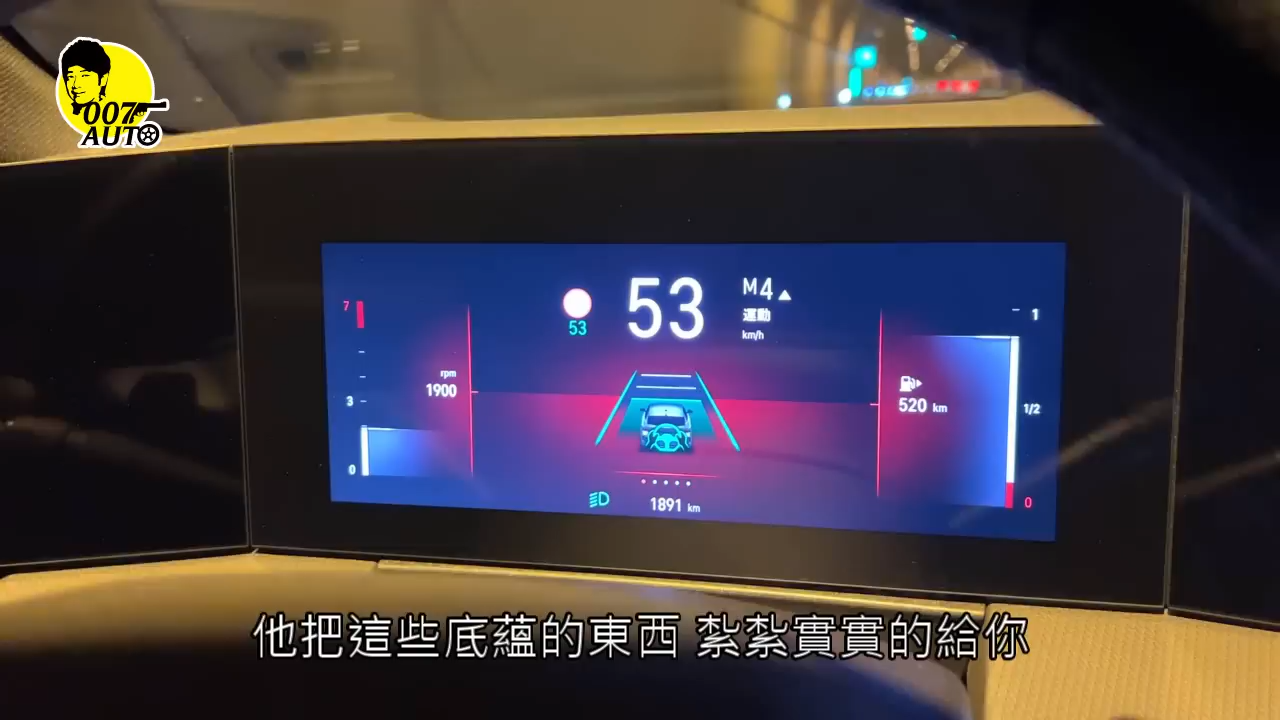 007
AUTO
53
M4
運動
km/h
53
7
3
0
rpm
1900
520 km
1
1/2
0
1891 km
他把這些底蘊的東西 紮紮實實的給你